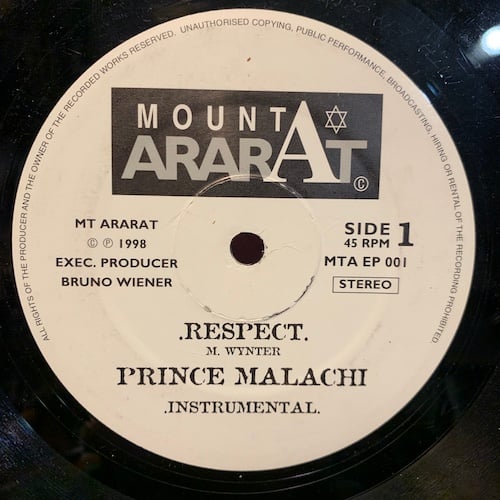 ALL RIGHTS OF THE PRODUCER AND THE OWNER OF THE RECORDED WORKS RESERVED. UNAUTHORISED COPYING, PUBLIC PERFORMANCE, BROADCASTING, HIRING OR RENTAL OF THE RECORDING PROHIBITED.
MOUNT
ARARAT
©
MT ARARAT
© ℗ 1998
EXEC. PRODUCER
BRUNO WIENER
SIDE 1
45 RPM
MTA EP 001
STEREO
.RESPECT.
M. WYNTER
PRINCE MALACHI
.INSTRUMENTAL.